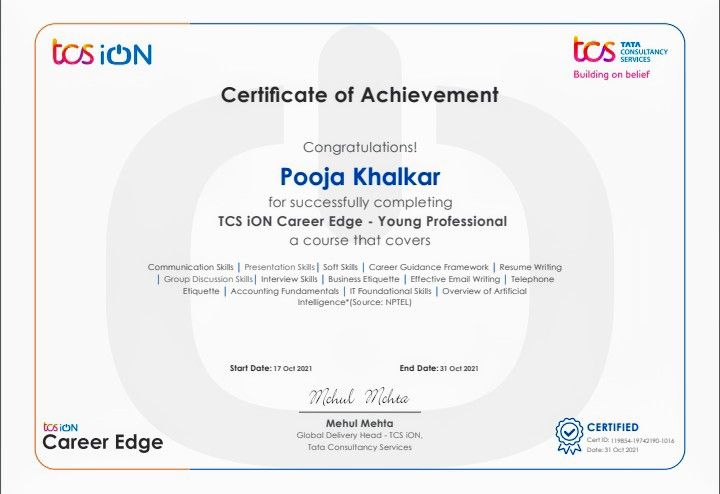 tcs iON
tcs TATA CONSULTANCY SERVICES
Building on belief
Certificate of Achievement
Congratulations!
Pooja Khalkar
for successfully completing
TCS iON Career Edge - Young Professional
a course that covers
Communication Skills | Presentation Skills | Soft Skills | Career Guidance Framework | Resume Writing
| Group Discussion Skills | Interview Skills | Business Etiquette | Effective Email Writing | Telephone
Etiquette | Accounting Fundamentals | IT Foundational Skills | Overview of Artificial
Intelligence*(Source: NPTEL)
Start Date: 17 Oct 2021 End Date: 31 Oct 2021
Mehul Mehta
Mehul Mehta
Global Delivery Head - TCS iON,
Tata Consultancy Services
tcs iON
Career Edge
CERTIFIED
Cert ID: 119854-19742190-1016
Date: 31 Oct 2021